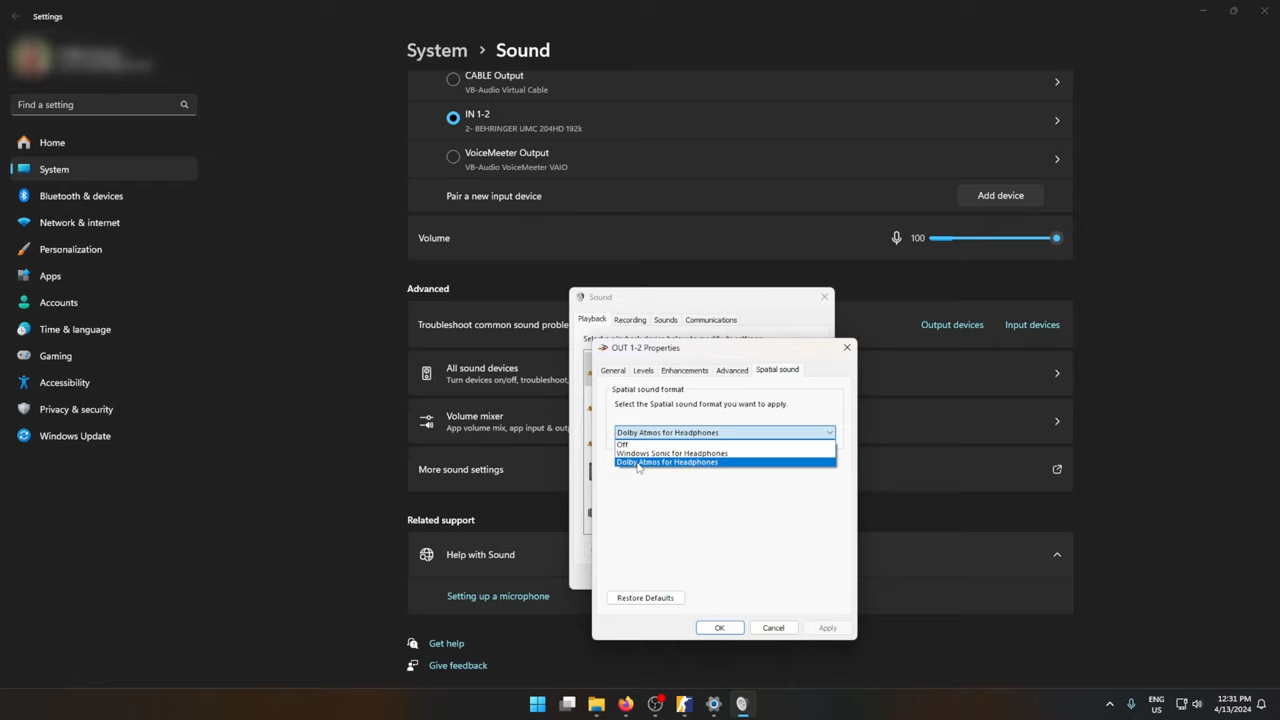 Settings
System > Sound
CABLE Output
VB-Audio Virtual Cable
Find a setting
IN 1-2
2- BEHRINGER UMC 204HD 192k
Home
VoiceMeeter Output
VB-Audio VoiceMeeter VAIO
System
Bluetooth & devices
Pair a new input device
Add device
Network & internet
Volume
100
Personalization
Apps
Advanced
Accounts
Sound
Time & language
Troubleshoot common sound
Playback
Recording
Sounds
Communications
Output devices
Input devices
OUT 1-2 Properties
Gaming
All sound devices
Turn devices on/off, troubleshoot,
General
Levels
Enhancements
Advanced
Spatial sound
Accessibility
Spatial sound format
Select the Spatial sound format you want to apply.
Privacy & security
Volume mixer
App volume mix, app input & ou
Dolby Atmos for Headphones
Windows Update
Off
Windows Sonic for Headphones
Dolby Atmos for Headphones
More sound settings
Related support
Help with Sound
Setting up a microphone
Restore Defaults
OK
Cancel
Apply
Get help
Give feedback
ENG
US
12:31 PM
4/13/2024